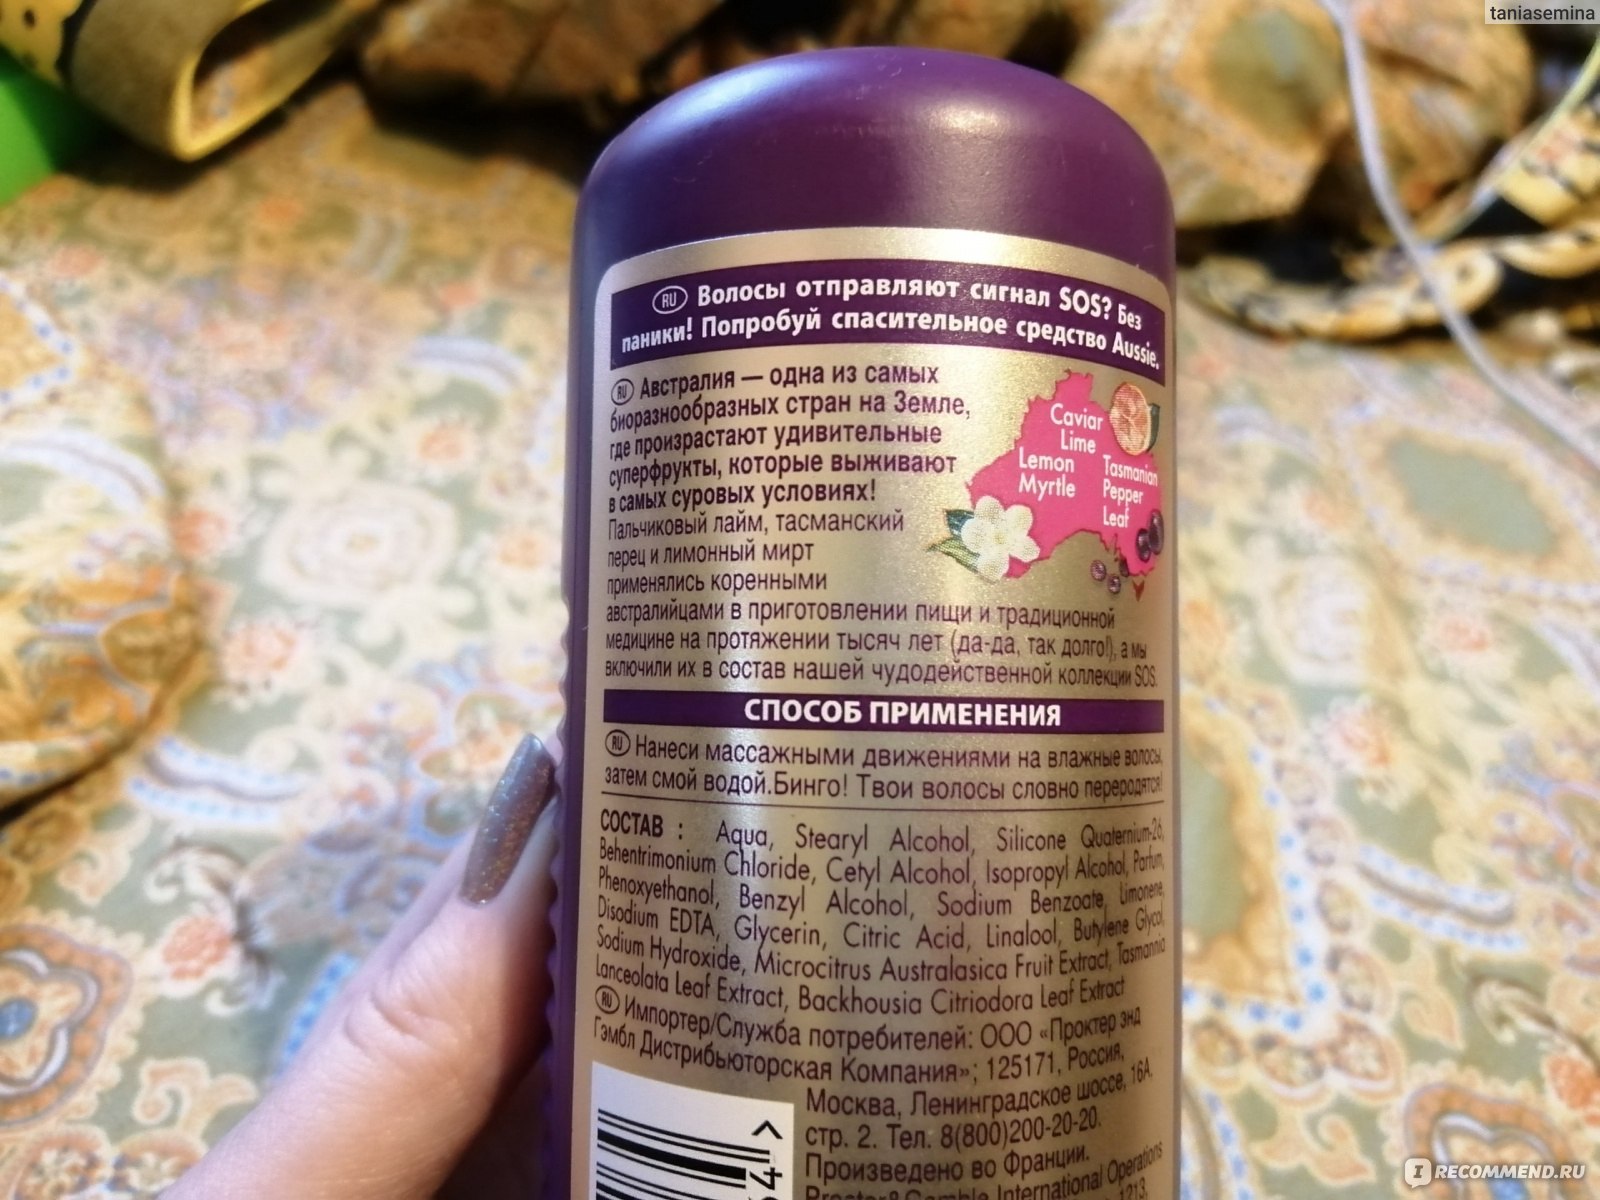 taniasemina
RU Волосы отправляют сигнал SOS? Без
паники! Попробуй спасительное средство Aussie.
RU Австралия — одна из самых
биоразнообразных стран на Земле,
где произрастают удивительные
суперфрукты, которые выживают
в самых суровых условиях!
Пальчиковый лайм, тасманский
перец и лимонный мирт
применялись коренными
австралийцами в приготовлении пищи и традиционной
медицине на протяжении тысяч лет (да-да, так долго!), а мы
включили их в состав нашей чудодейственной коллекции SOS.
Caviar
Lime
Lemon
Myrtle
Tasmanian
Pepper
Leaf
СПОСОБ ПРИМЕНЕНИЯ
RU Нанеси массажными движениями на влажные волосы,
затем смой водой.Бинго! Твои волосы словно переродятся!
СОСТАВ : Aqua, Stearyl Alcohol, Silicone Quaternium-26,
Behentrimonium Chloride, Cetyl Alcohol, Isopropyl Alcohol, Parfum,
Phenoxyethanol, Benzyl Alcohol, Sodium Benzoate, Limonene,
Disodium EDTA, Glycerin, Citric Acid, Linalool, Butylene Glycol,
Sodium Hydroxide, Microcitrus Australasica Fruit Extract, Tasmannia
Lanceolata Leaf Extract, Backhousia Citriodora Leaf Extract
RU Импортер/Служба потребителей: ООО «Проктер энд
Гэмбл Дистрибьюторская Компания»; 125171, Россия,
Москва, Ленинградское шоссе, 16А,
стр. 2. Тел. 8(800)200-20-20.
Произведено во Франции.
Procter&Gamble International Operations
1213,
I RECOMMEND.RU